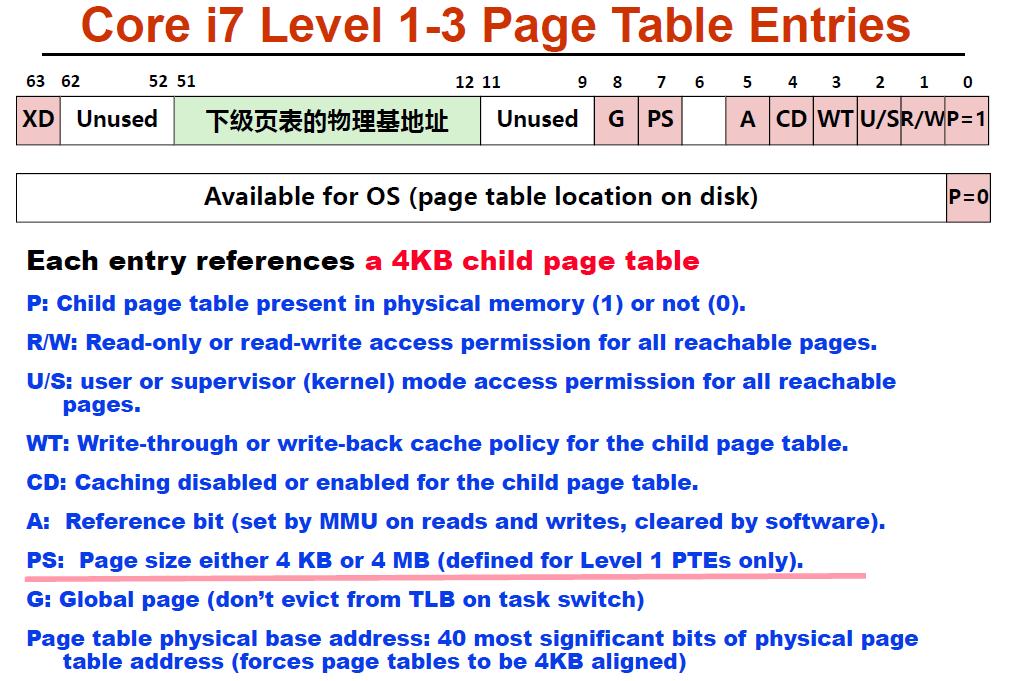 Core i7 Level 1-3 Page Table Entries
63 62 52 51 12 11 9 8 7 6 5 4 3 2 1 0
XD Unused 下级页表的物理基地址 Unused G PS A CD WT U/S R/W P=1
Available for OS (page table location on disk) P=0
Each entry references a 4KB child page table
P: Child page table present in physical memory (1) or not (0).
R/W: Read-only or read-write access permission for all reachable pages.
U/S: user or supervisor (kernel) mode access permission for all reachable
pages.
WT: Write-through or write-back cache policy for the child page table.
CD: Caching disabled or enabled for the child page table.
A: Reference bit (set by MMU on reads and writes, cleared by software).
PS: Page size either 4 KB or 4 MB (defined for Level 1 PTEs only).
G: Global page (don’t evict from TLB on task switch)
Page table physical base address: 40 most significant bits of physical page
table address (forces page tables to be 4KB aligned)